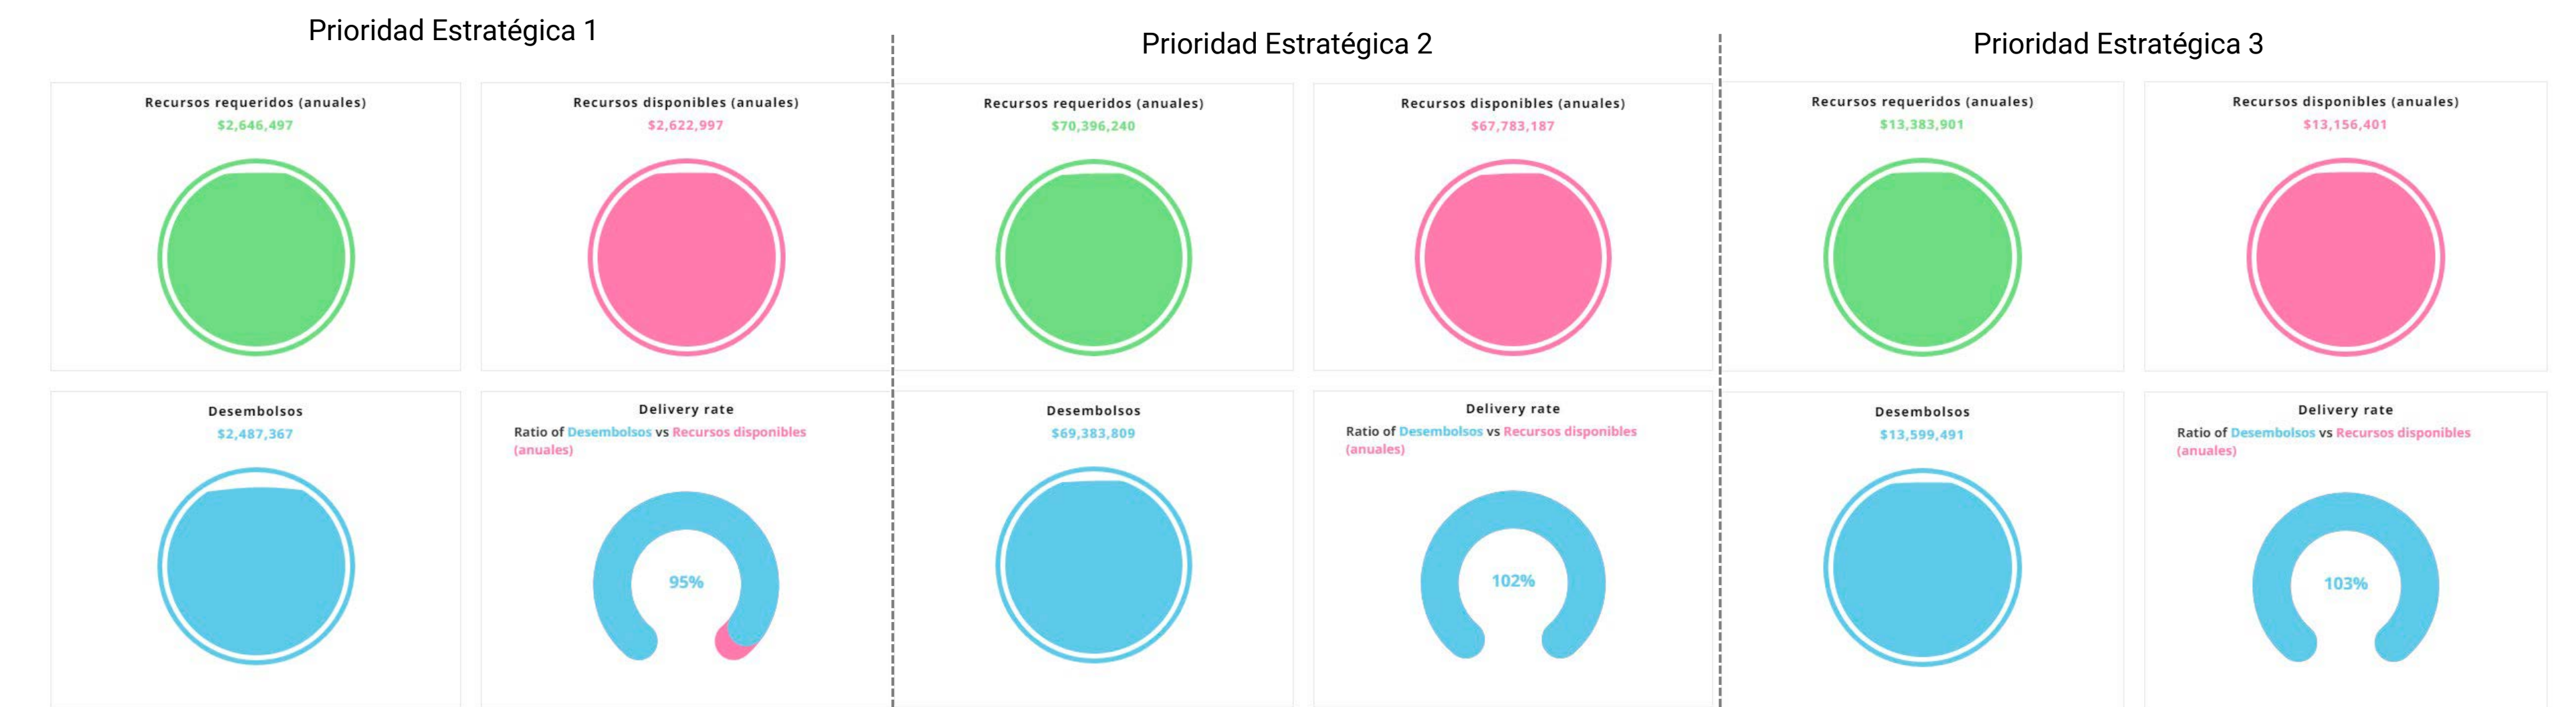 Prioridad Estratégica 1
Recursos requeridos (anuales)
$2,646,497
Recursos disponibles (anuales)
$2,622,997
Desembolsos
$2,487,367
Delivery rate
Ratio of Desembolsos vs Recursos disponibles
(anuales)
95%
Prioridad Estratégica 2
Recursos requeridos (anuales)
$70,396,240
Recursos disponibles (anuales)
$67,783,187
Desembolsos
$69,383,809
Delivery rate
Ratio of Desembolsos vs Recursos disponibles
(anuales)
102%
Prioridad Estratégica 3
Recursos requeridos (anuales)
$13,383,901
Recursos disponibles (anuales)
$13,156,401
Desembolsos
$13,599,491
Delivery rate
Ratio of Desembolsos vs Recursos disponibles
(anuales)
103%